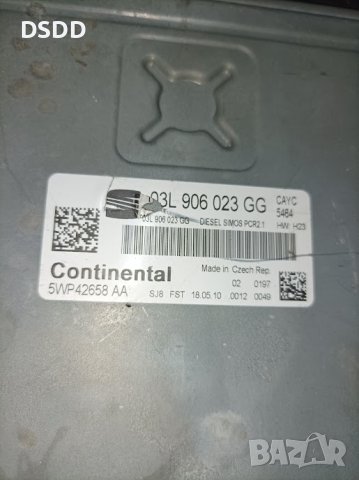 DSDD
03L 906 023 GG
CAYC
5464
03L 906 023 GG DIESEL SIMOS PCR2.1
HW: H23
Continental
Made in Czech Rep.
02 0197
5WP42658 AA
SJ8 FST 18.05.10 0012 0049
BAZAR